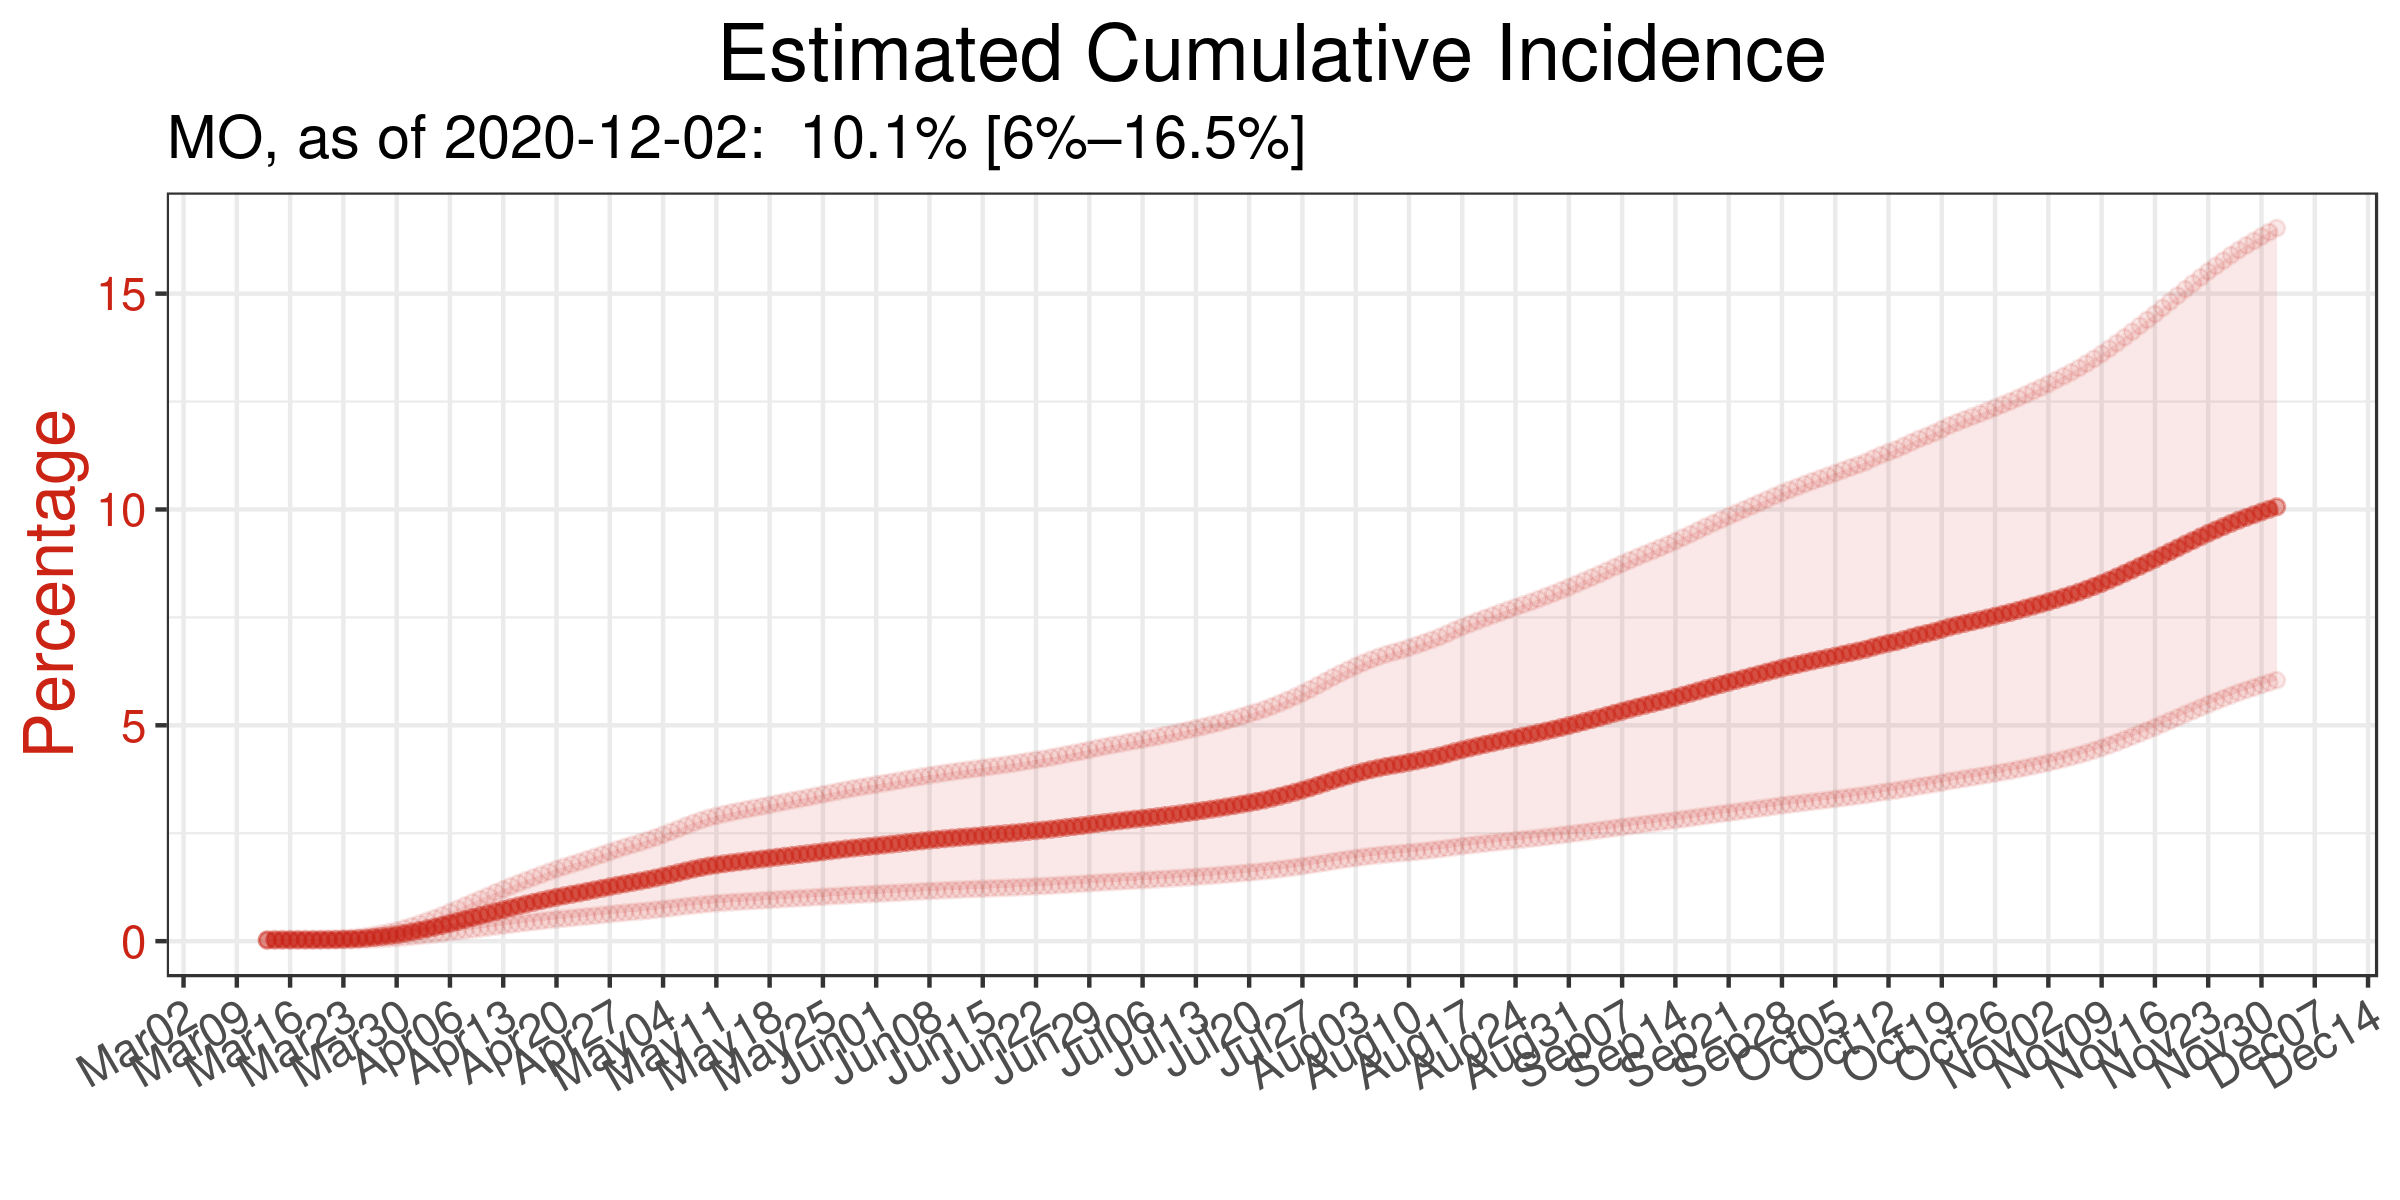 Estimated Cumulative Incidence
MO, as of 2020-12-02:  10.1% [6%–16.5%]
Percentage
15
10
5
0
Mar02
Mar09
Mar16
Mar23
Mar30
Apr06
Apr13
Apr20
Apr27
May04
May11
May18
May25
Jun01
Jun08
Jun15
Jun22
Jun29
Jul06
Jul13
Jul20
Jul27
Aug03
Aug10
Aug17
Aug24
Aug31
Sep07
Sep14
Sep21
Sep28
Oct05
Oct12
Oct19
Oct26
Nov02
Nov09
Nov16
Nov23
Nov30
Dec07
Dec14